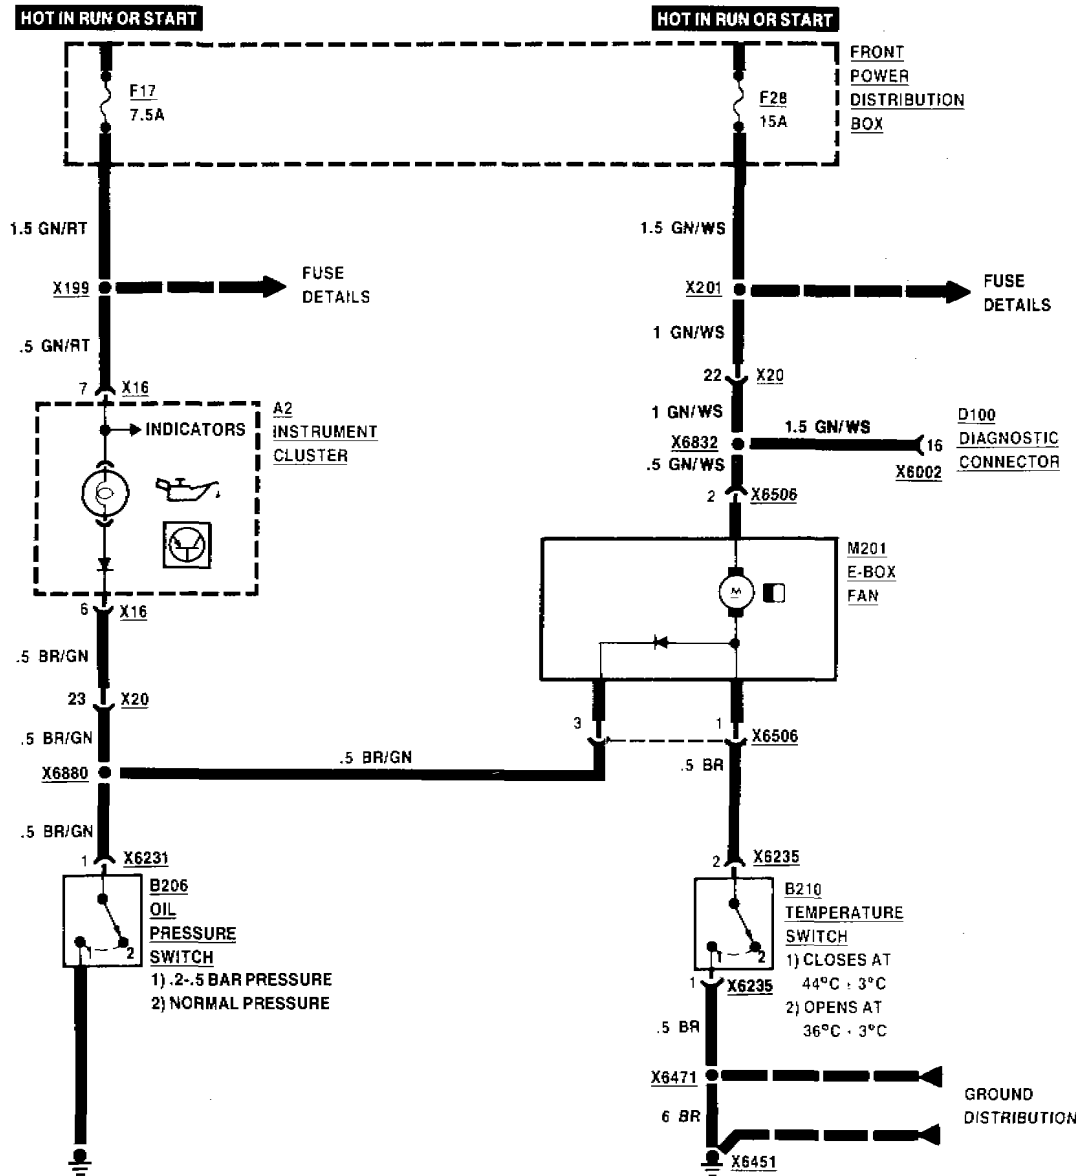 HOT IN RUN OR START
HOT IN RUN OR START
F17
7.5A
F28
15A
FRONT
POWER
DISTRIBUTION
BOX
1.5 GN/RT
1.5 GN/WS
X199
FUSE
DETAILS
X201
FUSE
DETAILS
.5 GN/RT
1 GN/WS
7 X16
22 X20
A2
INSTRUMENT
CLUSTER
INDICATORS
1 GN/WS
1.5 GN/WS
X6832
16
D100
DIAGNOSTIC
CONNECTOR
X6002
.5 GN/WS
2 X6506
M201
E-BOX
FAN
M
6 X16
.5 BR/GN
23 X20
.5 BR/GN
3
1 X6506
X6880
.5 BR/GN
.5 BR
.5 BR/GN
1 X6231
2 X6235
B206
OIL
PRESSURE
SWITCH
1) .2-.5 BAR PRESSURE
2) NORMAL PRESSURE
1 2
B210
TEMPERATURE
SWITCH
1) CLOSES AT
44°C ± 3°C
2) OPENS AT
36°C ± 3°C
1 2
1 X6235
.5 BR
X6471
GROUND
DISTRIBUTION
6 BR
X6451